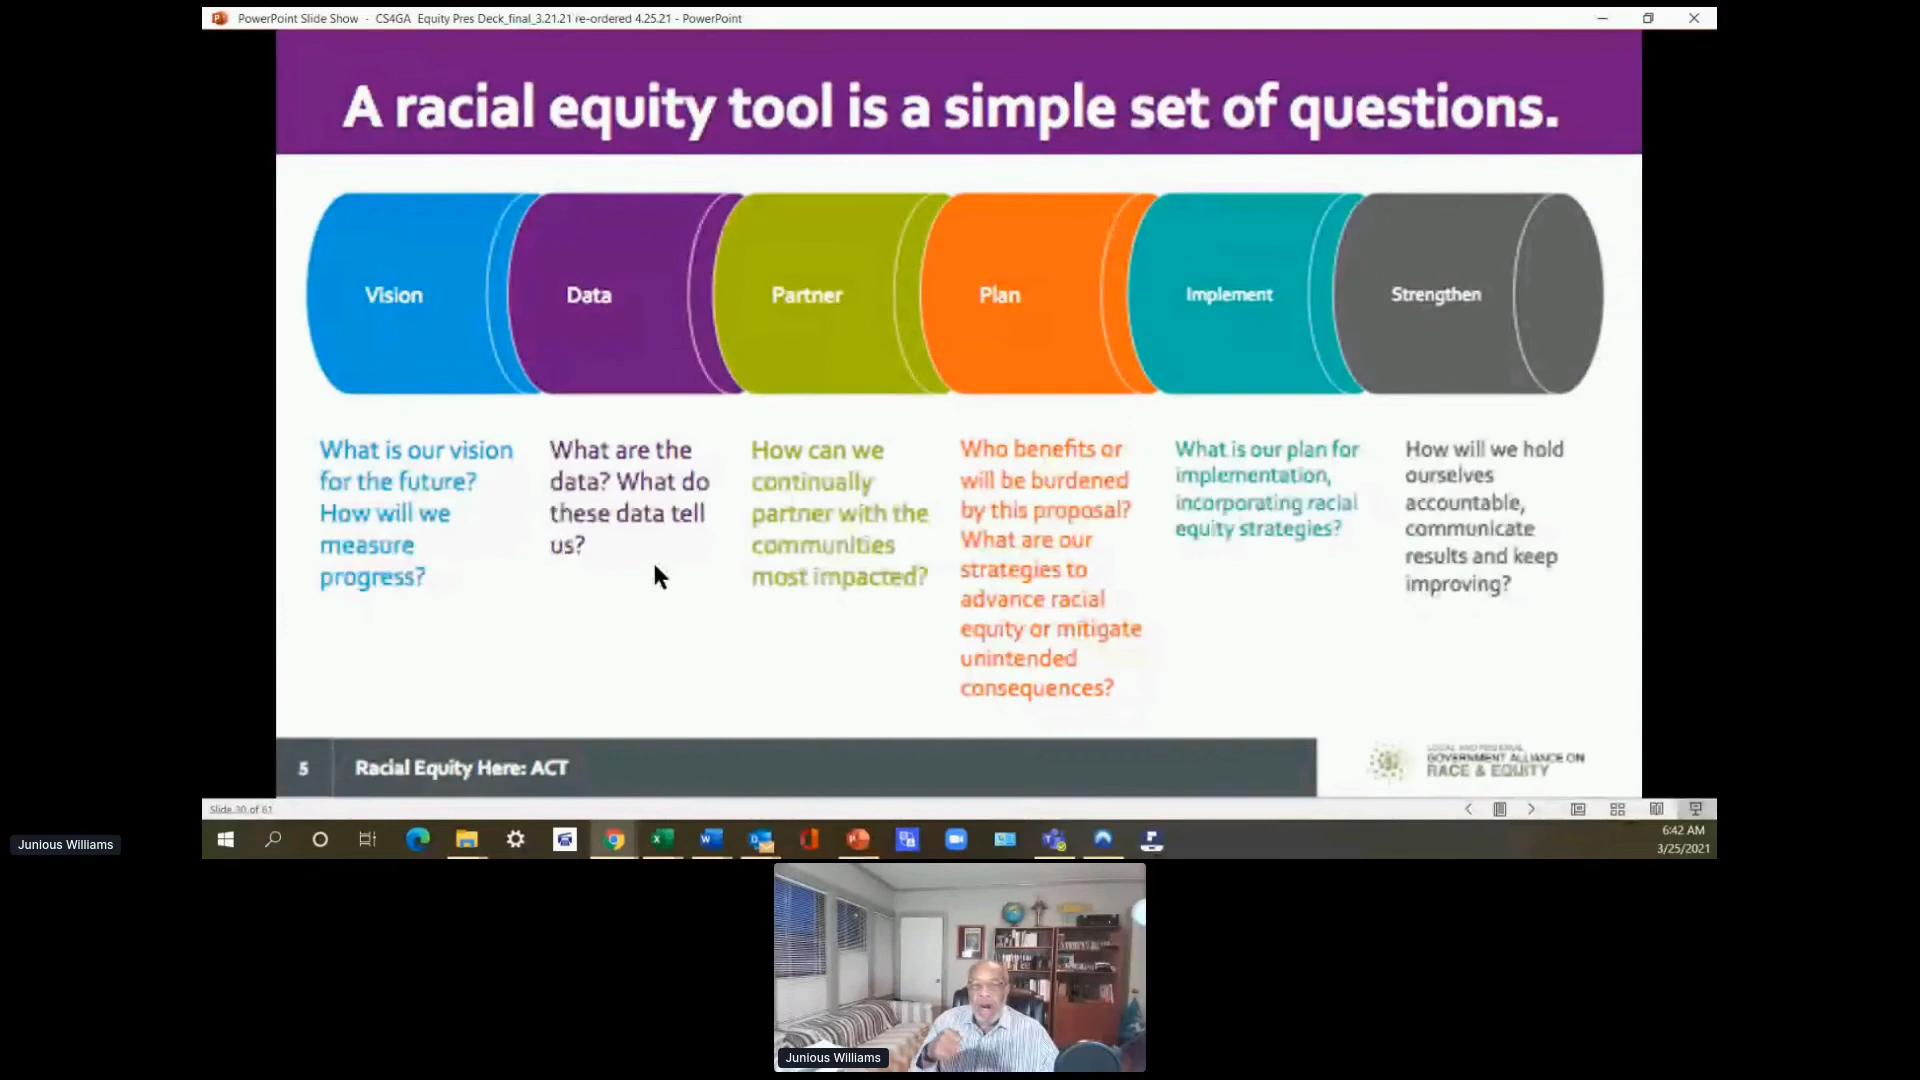 PowerPoint Slide Show - CS4GA Equity Pres Deck_final_3.21.21 re-ordered 4.25.21 - PowerPoint
A racial equity tool is a simple set of questions.
Vision
Data
Partner
Plan
Implement
Strengthen
What is our vision
for the future?
How will we
measure
progress?
What are the
data? What do
these data tell
us?
How can we
continually
partner with the
communities
most impacted?
Who benefits or
will be burdened
by this proposal?
What are our
strategies to
advance racial
equity or mitigate
unintended
consequences?
What is our plan for
implementation,
incorporating racial
equity strategies?
How will we hold
ourselves
accountable,
communicate
results and keep
improving?
5
Racial Equity Here: ACT
LOCAL AND REGIONAL
GOVERNMENT ALLIANCE ON
RACE & EQUITY
Slide 30 of 61
6:42 AM
3/25/2021
Junious Williams
Junious Williams